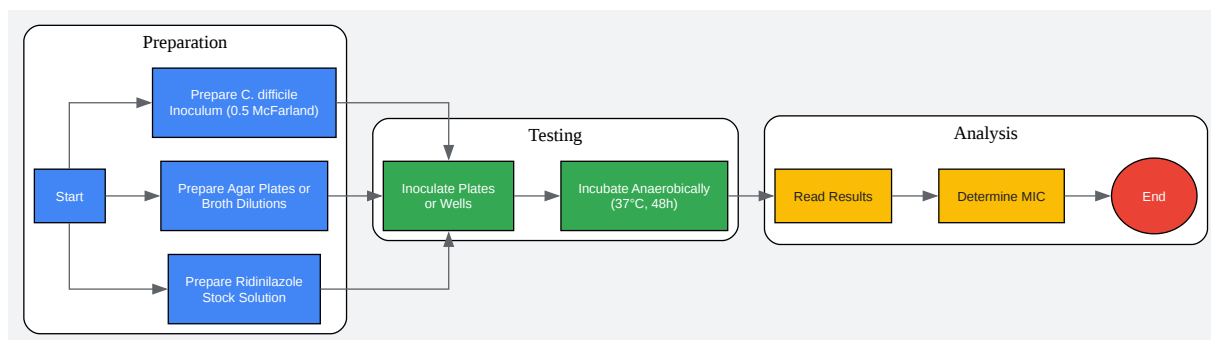 Preparation
Start
Prepare C. difficile
Inoculum (0.5 McFarland)
Prepare Agar Plates or
Broth Dilutions
Prepare Ridinilazole
Stock Solution
Testing
Inoculate Plates
or Wells
Incubate Anaerobically
(37°C, 48h)
Analysis
Read Results
Determine MIC
End